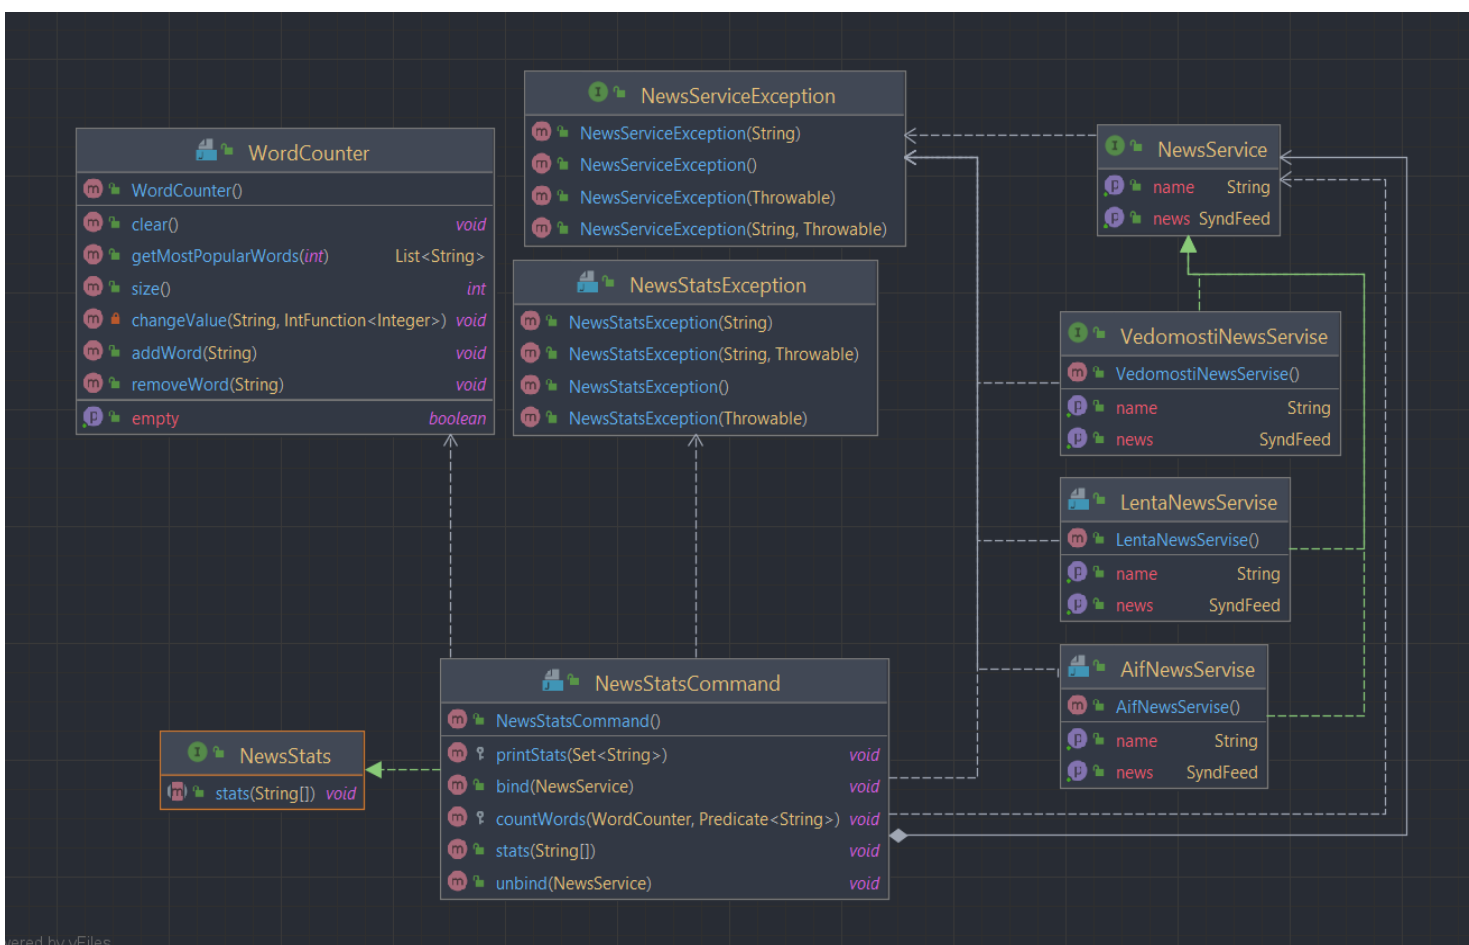 NewsServiceException
NewsServiceException(String)
NewsServiceException()
NewsServiceException(Throwable)
NewsServiceException(String, Throwable)
WordCounter
WordCounter()
clear() void
getMostPopularWords(int) List<String>
size() int
changeValue(String, IntFunction<Integer>) void
addWord(String) void
removeWord(String) void
empty boolean
NewsStatsException
NewsStatsException(String)
NewsStatsException(String, Throwable)
NewsStatsException()
NewsStatsException(Throwable)
NewsService
name String
news SyndFeed
VedomostiNewsServise
VedomostiNewsServise()
name String
news SyndFeed
LentaNewsServise
LentaNewsServise()
name String
news SyndFeed
AifNewsServise
AifNewsServise()
name String
news SyndFeed
NewsStatsCommand
NewsStatsCommand()
printStats(Set<String>) void
bind(NewsService) void
countWords(WordCounter, Predicate<String>) void
stats(String[]) void
unbind(NewsService) void
NewsStats
stats(String[]) void
by yFiles